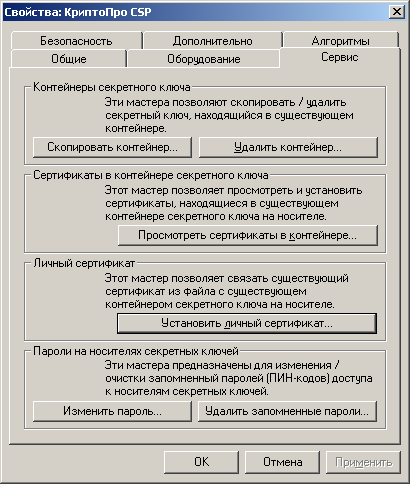 Свойства: КриптоПро CSP
Безопасность Дополнительно Алгоритмы
Общие Оборудование Сервис
Контейнеры секретного ключа
Эти мастера позволяют скопировать / удалить
секретный ключ, находящийся в существующем
контейнере.
Скопировать контейнер... Удалить контейнер...
Сертификаты в контейнере секретного ключа
Этот мастер позволяет просмотреть и установить
сертификаты, находящиеся в существующем
контейнере секретного ключа на носителе.
Просмотреть сертификаты в контейнере...
Личный сертификат
Этот мастер позволяет связать существующий
сертификат из файла с существующем
контейнером секретного ключа на носителе.
Установить личный сертификат...
Пароли на носителях секретных ключей
Эти мастера предназначены для изменения /
очистки запомненный паролей (ПИН-кодов) доступа
к носителям секретных ключей.
Изменить пароль... Удалить запомненные пароли...
OK Отмена Применить